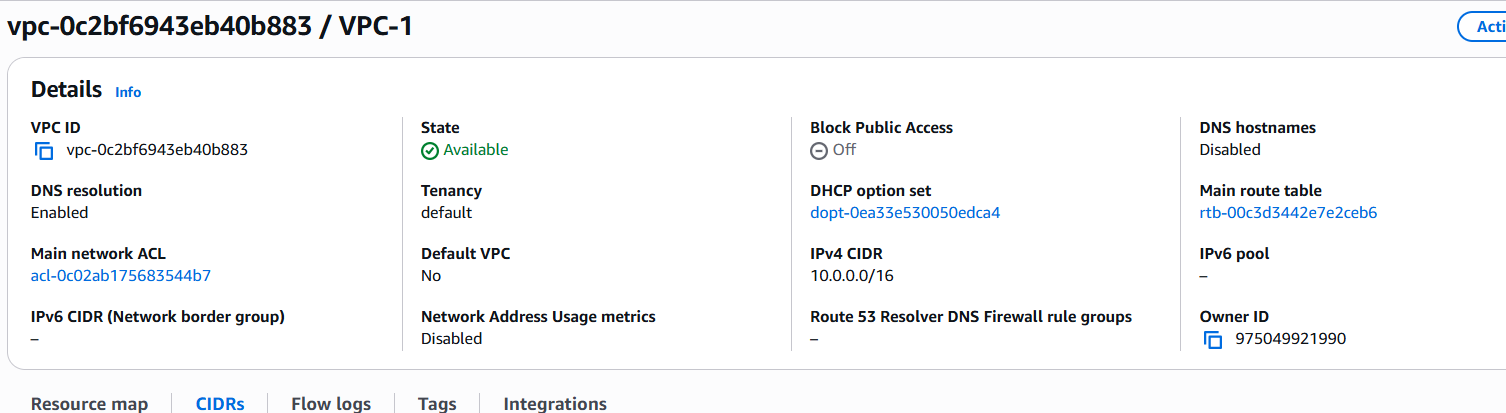 vpc-0c2bf6943eb40b883 / VPC-1
Acti
Details Info
VPC ID
vpc-0c2bf6943eb40b883
State
Available
Block Public Access
Off
DNS hostnames
Disabled
DNS resolution
Enabled
Tenancy
default
DHCP option set
dopt-0ea33e530050edca4
Main route table
rtb-00c3d3442e7e2ceb6
Main network ACL
acl-0c02ab175683544b7
Default VPC
No
IPv4 CIDR
10.0.0.0/16
IPv6 pool
–
IPv6 CIDR (Network border group)
–
Network Address Usage metrics
Disabled
Route 53 Resolver DNS Firewall rule groups
–
Owner ID
975049921990
Resource map CIDRs Flow logs Tags Integrations